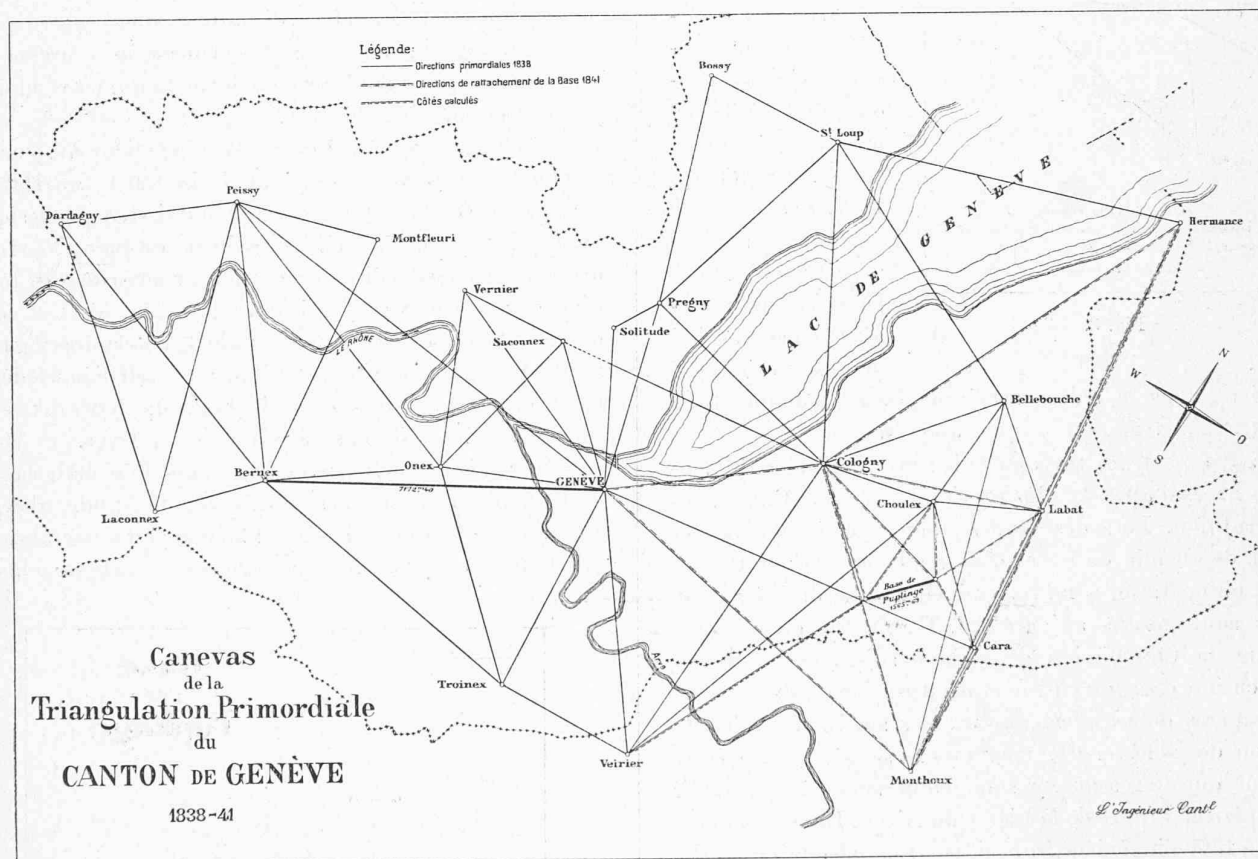 Légende:
Directions primordiales 1838
Directions de rattachement de la Base 1841
Côtés calculés
Bossy
St Loup
Peissy
Dardagny
Montfleuri
Hermance
LAC DE GENEVE
Vernier
Pregny
Solitude
Saconnex
LE RHÔNE
N
W
O
S
Bellebouche
Bernex
Onex
GENÈVE
Cologny
Choulex
Labat
Laconnex
Base de
Puplinge
Cara
Troinex
Veirier
Monthoux
Canevas
de la
Triangulation Primordiale
du
CANTON DE GENÈVE
1838-41
L'Ingénieur Cantl